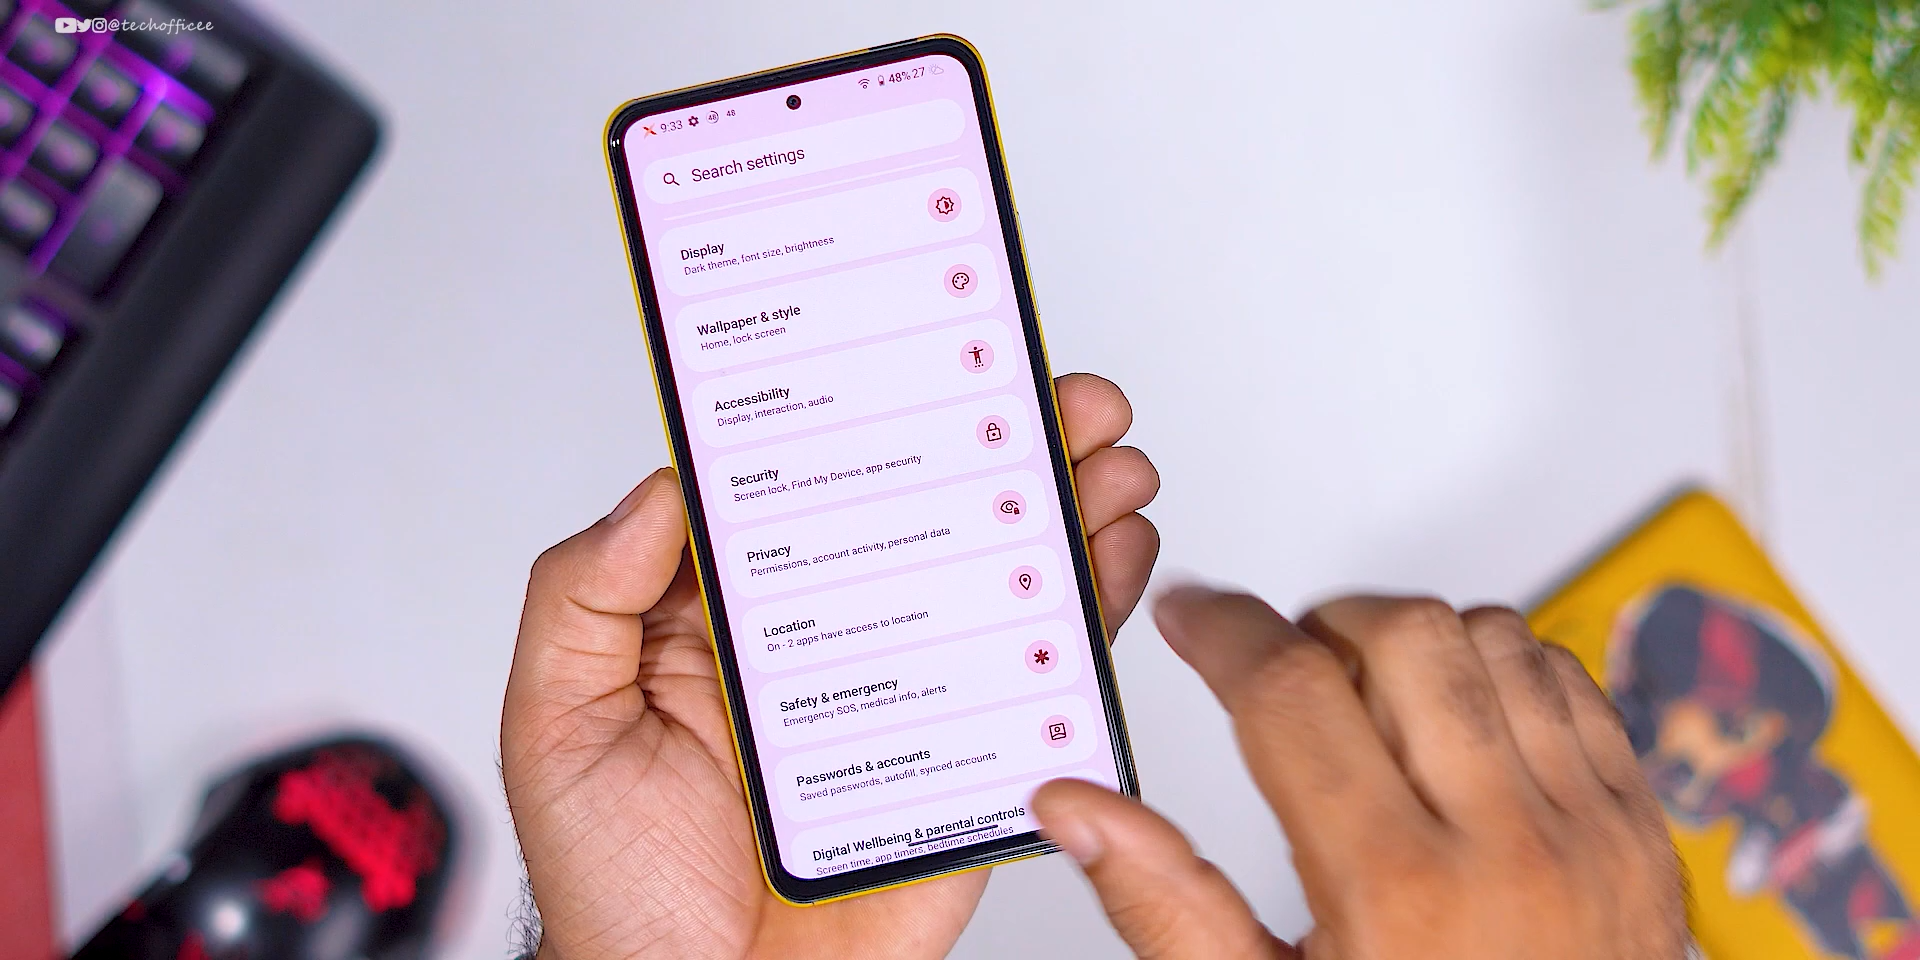 @techofficee
9:33 48 48 48% 27
Search settings
Display
Dark theme, font size, brightness
Wallpaper & style
Home, lock screen
Accessibility
Display, interaction, audio
Security
Screen lock, Find My Device, app security
Privacy
Permissions, account activity, personal data
Location
On - 2 apps have access to location
Safety & emergency
Emergency SOS, medical info, alerts
Passwords & accounts
Saved passwords, autofill, synced accounts
Digital Wellbeing & parental controls
Screen time, app timers, bedtime schedules